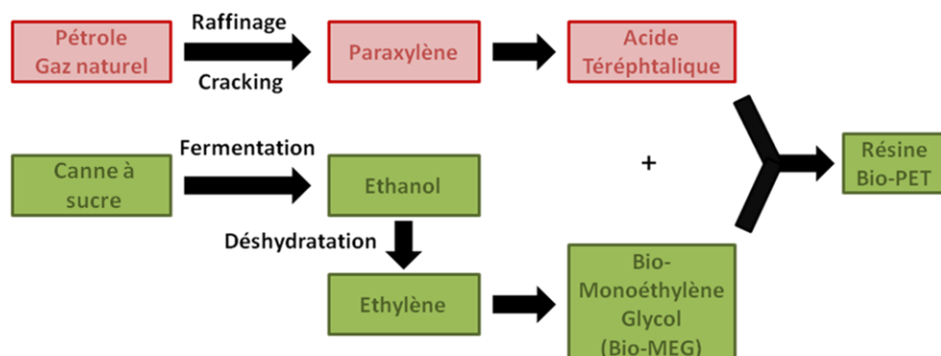 Raffinage
Pétrole
Gaz naturel
Paraxylène
Acide
Téréphtalique
Cracking
Fermentation
Canne à
sucre
Ethanol
+
Résine
Bio-PET
Déshydratation
Ethylène
Bio-
Monoéthylène
Glycol
(Bio-MEG)